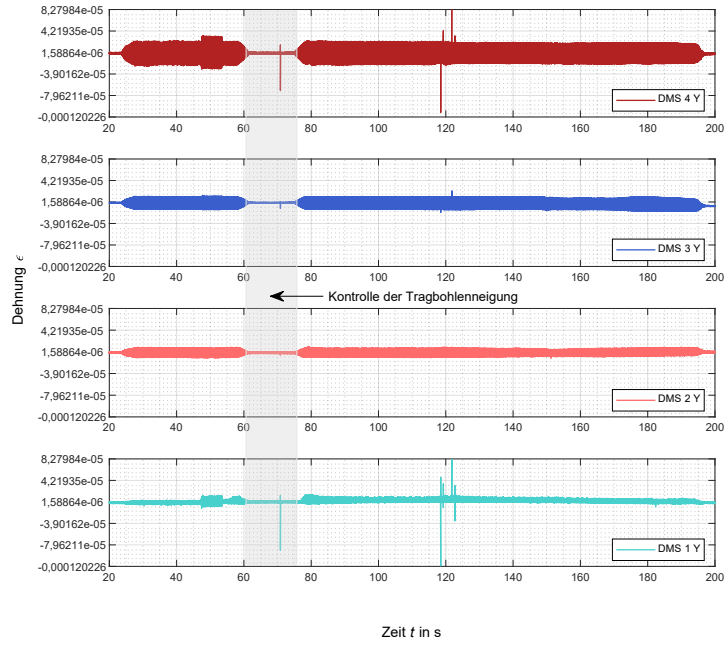 8,27984e-05
4,21935e-05
1,58864e-06
-3,90162e-05
-7,96211e-05
-0,000120226
20 40 60 80 100 120 140 160 180 200
DMS 4 Y
8,27984e-05
4,21935e-05
1,58864e-06
-3,90162e-05
-7,96211e-05
-0,000120226
20 40 60 80 100 120 140 160 180 200
DMS 3 Y
Dehnung ϵ
Kontrolle der Tragbohlenneigung
8,27984e-05
4,21935e-05
1,58864e-06
-3,90162e-05
-7,96211e-05
-0,000120226
20 40 60 80 100 120 140 160 180 200
DMS 2 Y
8,27984e-05
4,21935e-05
1,58864e-06
-3,90162e-05
-7,96211e-05
-0,000120226
20 40 60 80 100 120 140 160 180 200
DMS 1 Y
Zeit t in s